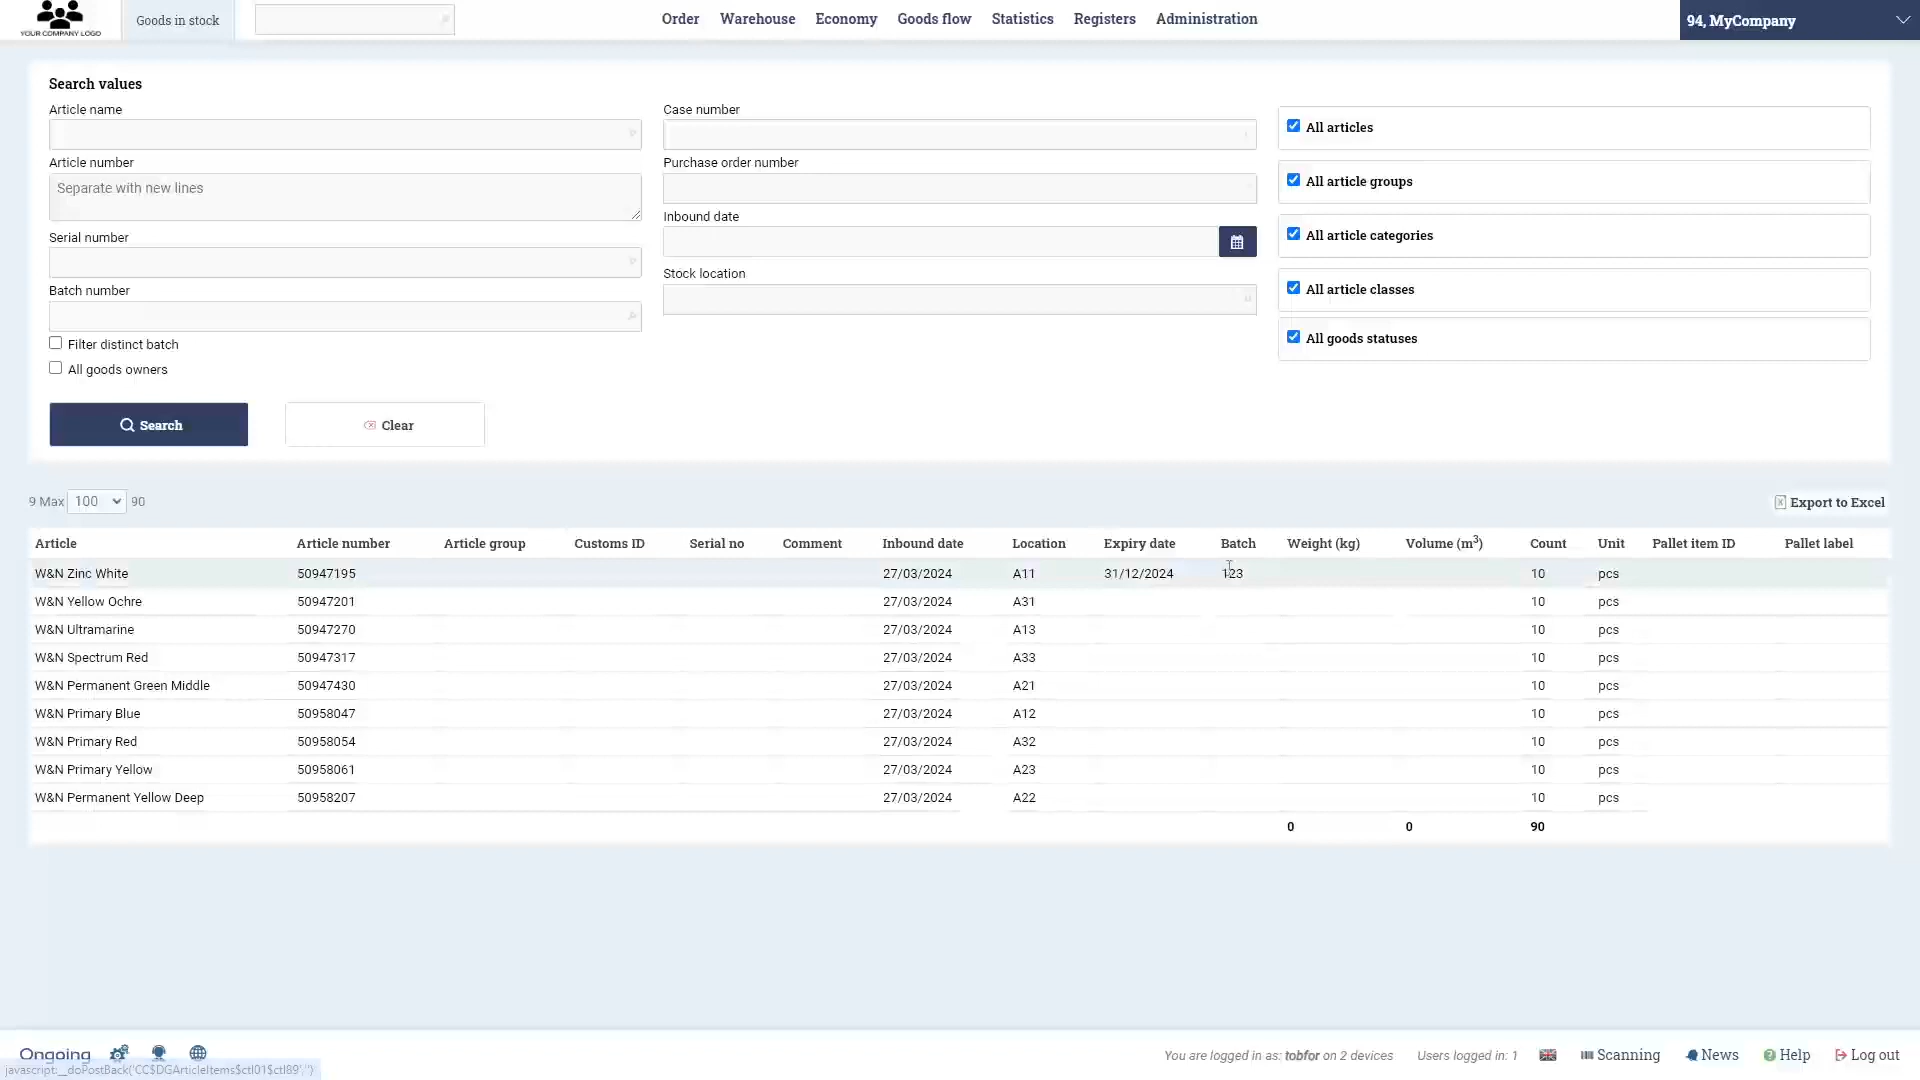 YOUR COMPANY LOGO
Goods in stock
Order Warehouse Economy Goods flow Statistics Registers Administration
94, MyCompany
Search values
Article name
Case number
All articles
Article number
Purchase order number
Separate with new lines
All article groups
Inbound date
Serial number
All article categories
Stock location
Batch number
All article classes
Filter distinct batch
All goods statuses
All goods owners
Search
Clear
9 Max 100 90
Export to Excel
Article Article number Article group Customs ID Serial no Comment Inbound date Location Expiry date Batch Weight (kg) Volume (m³) Count Unit Pallet item ID Pallet label
W&N Zinc White 50947195 27/03/2024 A11 31/12/2024 123 10 pcs
W&N Yellow Ochre 50947201 27/03/2024 A31 10 pcs
W&N Ultramarine 50947270 27/03/2024 A13 10 pcs
W&N Spectrum Red 50947317 27/03/2024 A33 10 pcs
W&N Permanent Green Middle 50947430 27/03/2024 A21 10 pcs
W&N Primary Blue 50958047 27/03/2024 A12 10 pcs
W&N Primary Red 50958054 27/03/2024 A32 10 pcs
W&N Primary Yellow 50958061 27/03/2024 A23 10 pcs
W&N Permanent Yellow Deep 50958207 27/03/2024 A22 10 pcs
0 0 90
Ongoing
You are logged in as: tobfor on 2 devices Users logged in: 1 Scanning News Help Log out
javascript:__doPostBack('CC$DGArticleItems$ctl01$ctl89','')